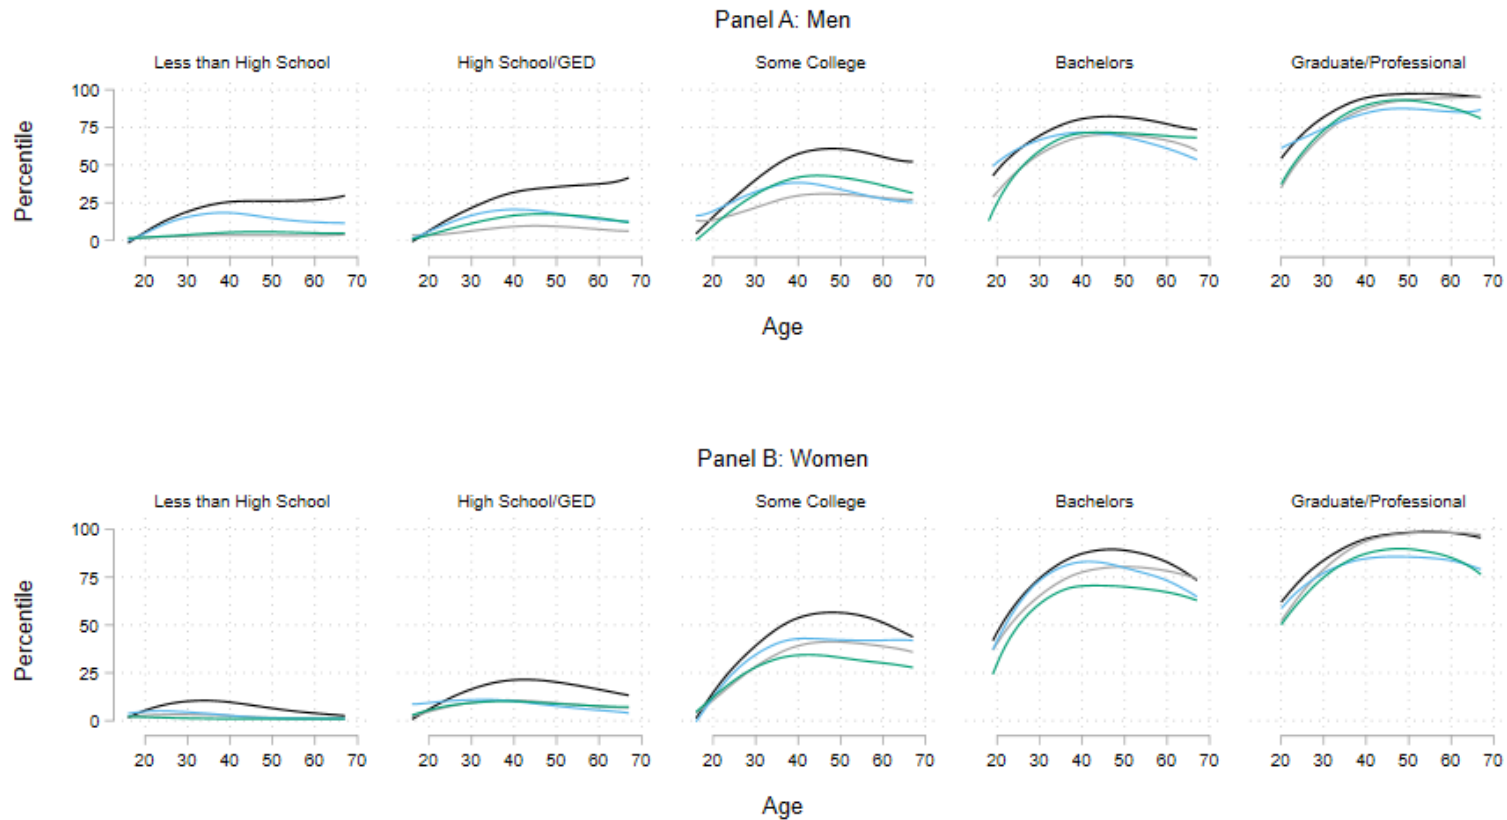 Panel A: Men
Less than High School High School/GED Some College Bachelors Graduate/Professional
Percentile
100
75
50
25
0
20 30 40 50 60 70 20 30 40 50 60 70 20 30 40 50 60 70 20 30 40 50 60 70 20 30 40 50 60 70
Age
Panel B: Women
Less than High School High School/GED Some College Bachelors Graduate/Professional
Percentile
100
75
50
25
0
20 30 40 50 60 70 20 30 40 50 60 70 20 30 40 50 60 70 20 30 40 50 60 70 20 30 40 50 60 70
Age